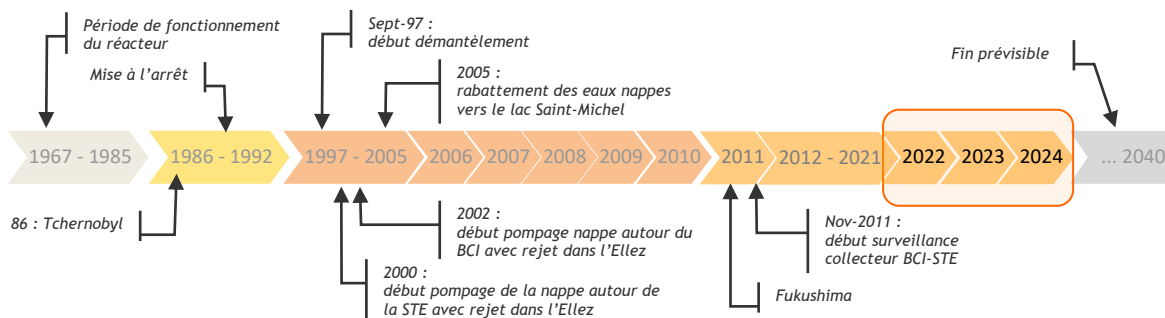 Période de fonctionnement
du réacteur
Mise à l'arrêt
Sept-97 :
début démantèlement
2005 :
rabattement des eaux nappes
vers le lac Saint-Michel
Fin prévisible
1967 - 1985
1986 - 1992
1997 - 2005
2006
2007
2008
2009
2010
2011
2012 - 2021
2022
2023
2024
... 2040
86 : Tchernobyl
2002 :
début pompage nappe autour du
BCI avec rejet dans l'Ellez
2000 :
début pompage de la nappe autour de
la STE avec rejet dans l'Ellez
Nov-2011 :
début surveillance
collecteur BCI-STE
Fukushima